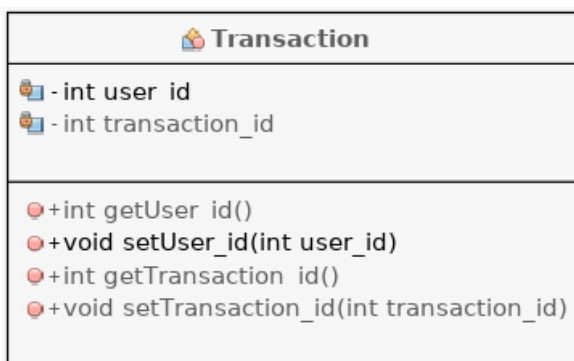 Transaction
- int user id
- int transaction_id
+int getUser id()
+void setUser_id(int user_id)
+int getTransaction id()
+void setTransaction_id(int transaction_id)